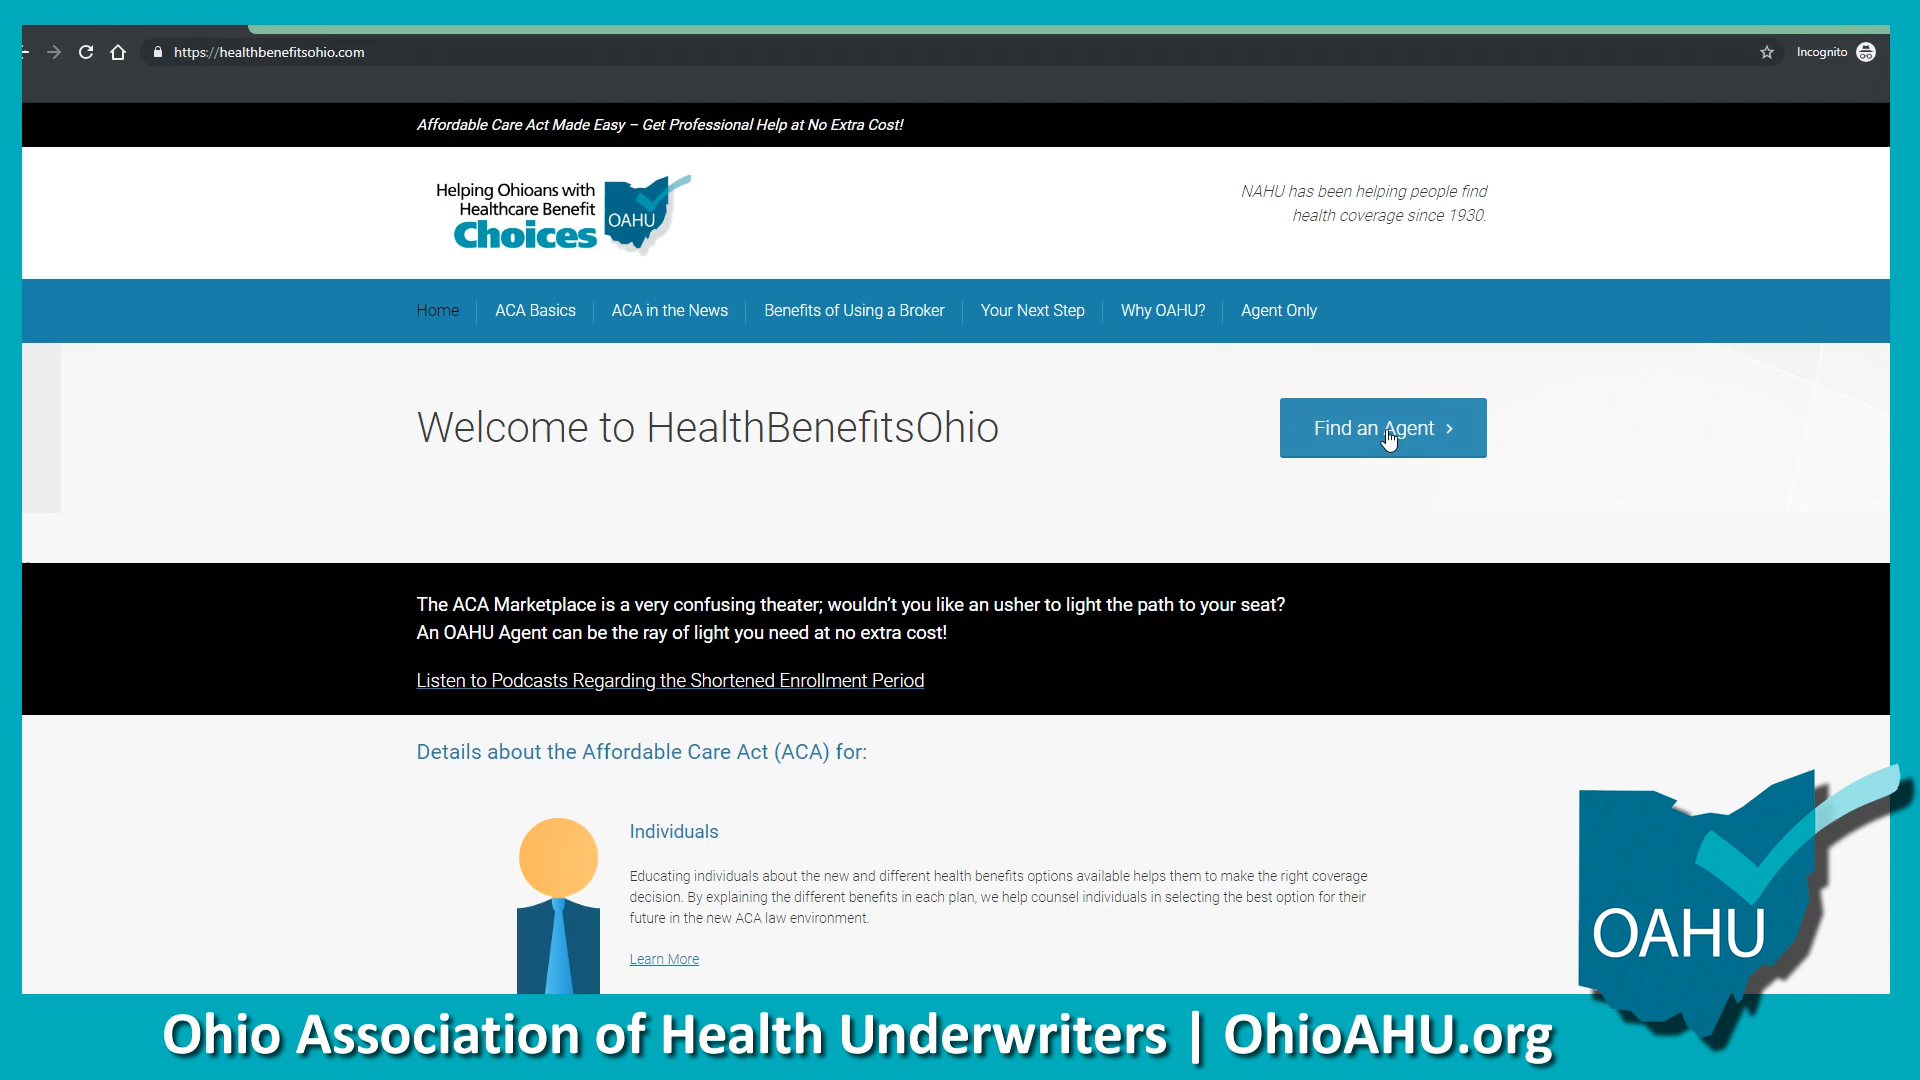 https://healthbenefitsohio.com
Incognito
Affordable Care Act Made Easy – Get Professional Help at No Extra Cost!
Helping Ohioans with
Healthcare Benefit
Choices
OAHU
NAHU has been helping people find
health coverage since 1930.
Home
ACA Basics
ACA in the News
Benefits of Using a Broker
Your Next Step
Why OAHU?
Agent Only
Welcome to HealthBenefitsOhio
Find an Agent
The ACA Marketplace is a very confusing theater; wouldn't you like an usher to light the path to your seat?
An OAHU Agent can be the ray of light you need at no extra cost!
Listen to Podcasts Regarding the Shortened Enrollment Period
Details about the Affordable Care Act (ACA) for:
Individuals
Educating individuals about the new and different health benefits options available helps them to make the right coverage
decision. By explaining the different benefits in each plan, we help counsel individuals in selecting the best option for their
future in the new ACA law environment.
Learn More
OAHU
Ohio Association of Health Underwriters | OhioAHU.org